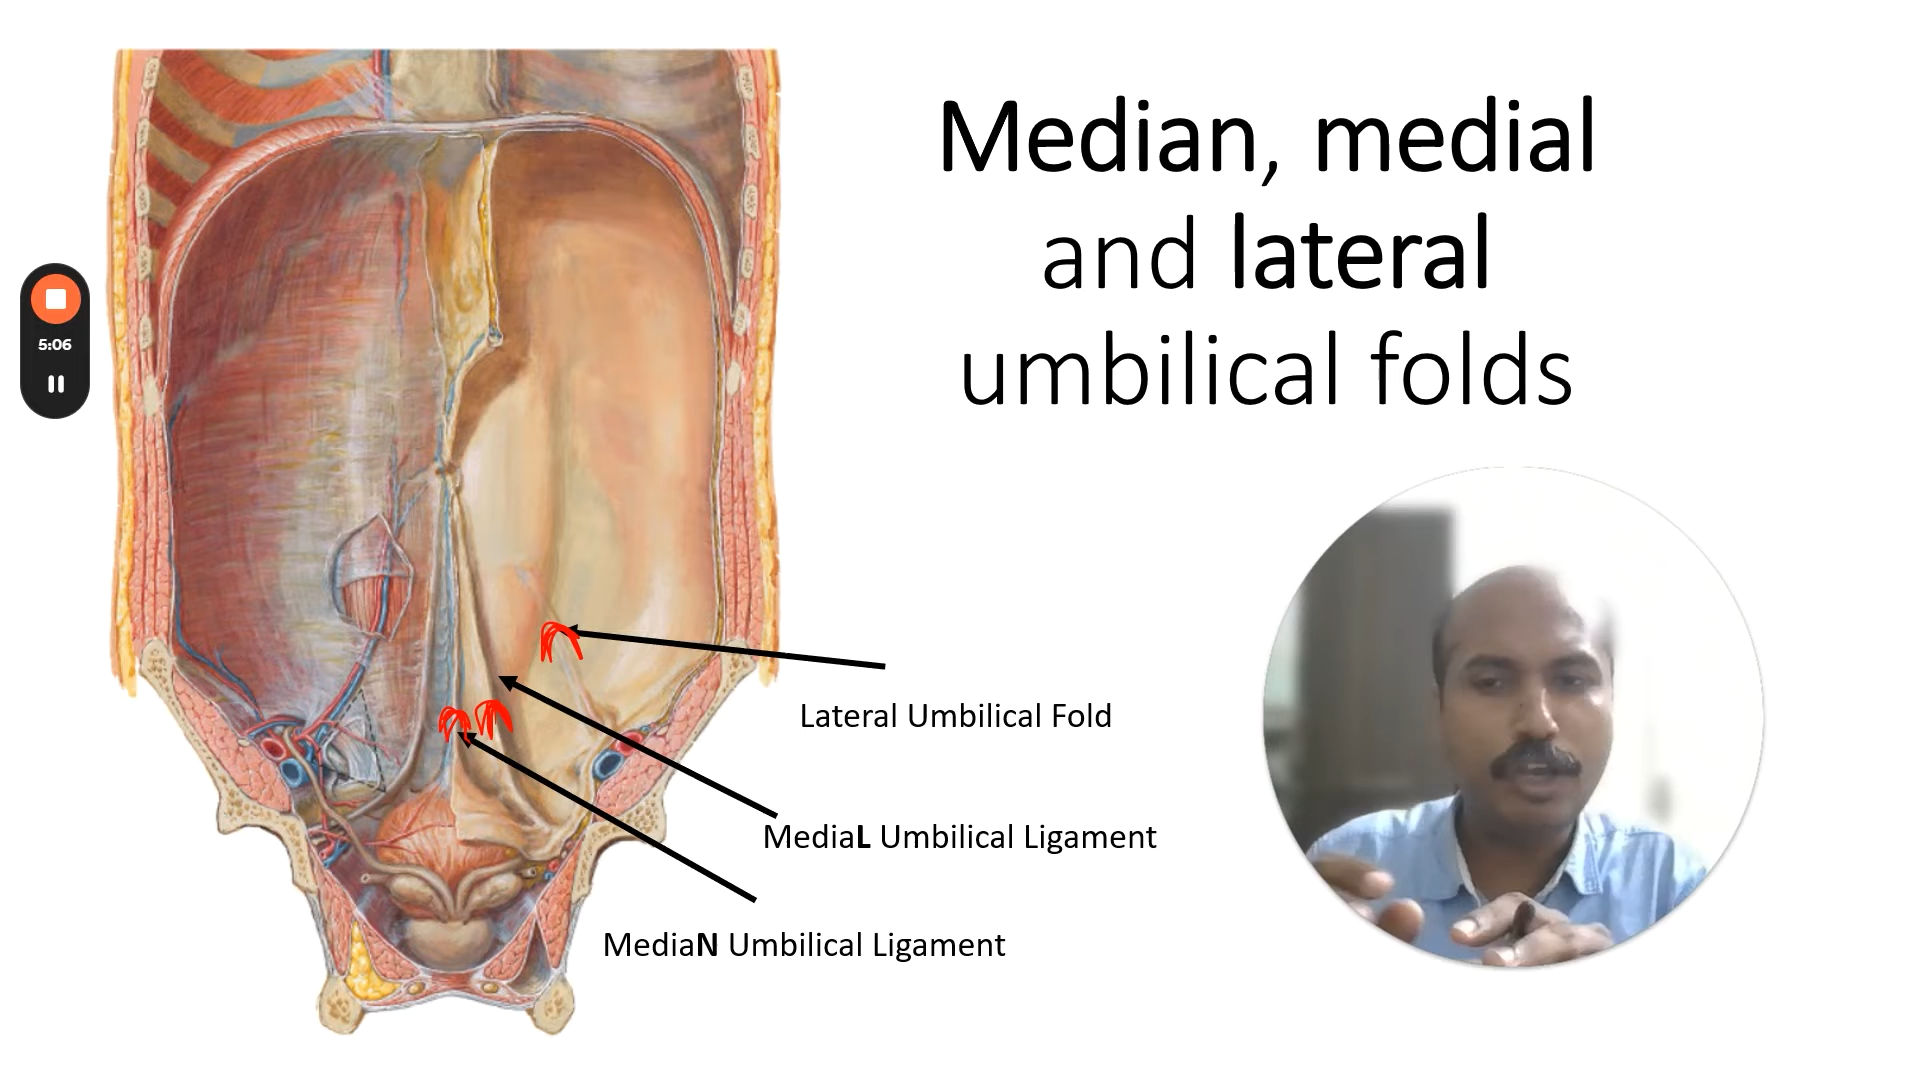 Median, medial
and lateral
umbilical folds
5:06
Lateral Umbilical Fold
MediaL Umbilical Ligament
MediaN Umbilical Ligament